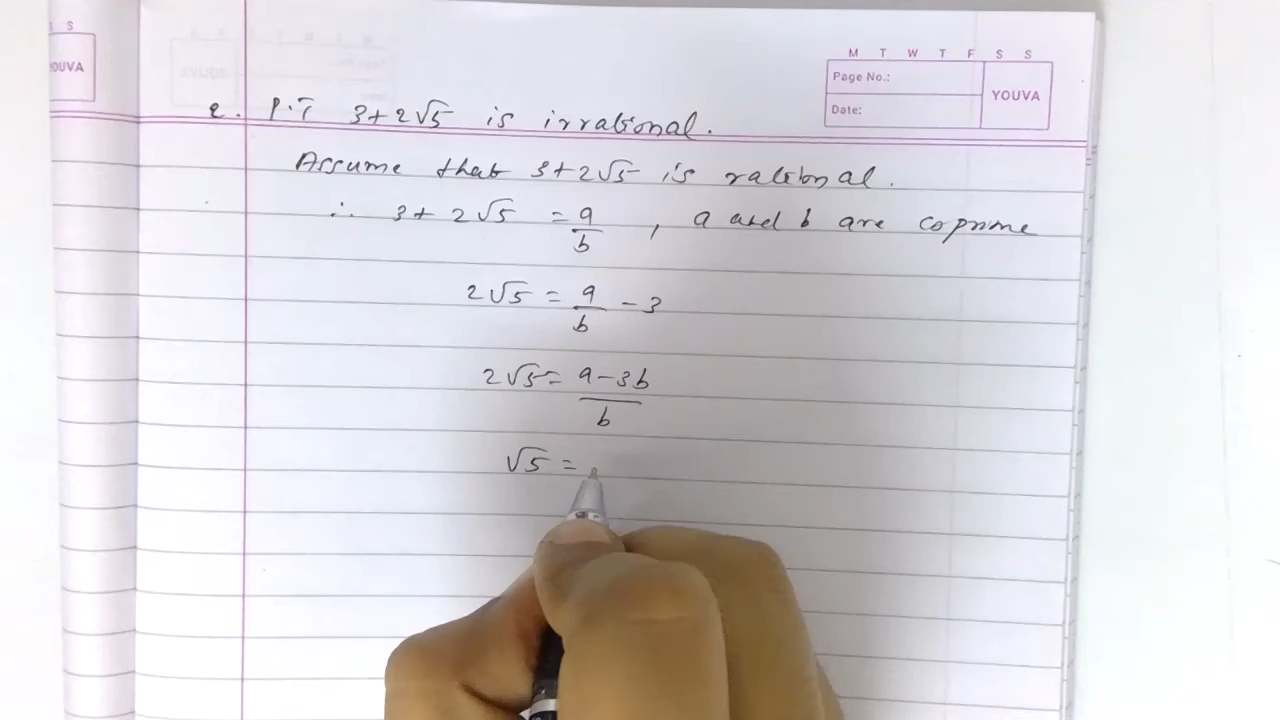 S S
YOUVA
M T W T F S S
Page No.:
YOUVA
Date:
2. P.T 3+2√5 is irrational.
Assume that 3+2√5 is rational.
∴ 3+2√5 = a/b, a and b are coprime
2√5 = a/b - 3
2√5 = a-3b/b
√5 =